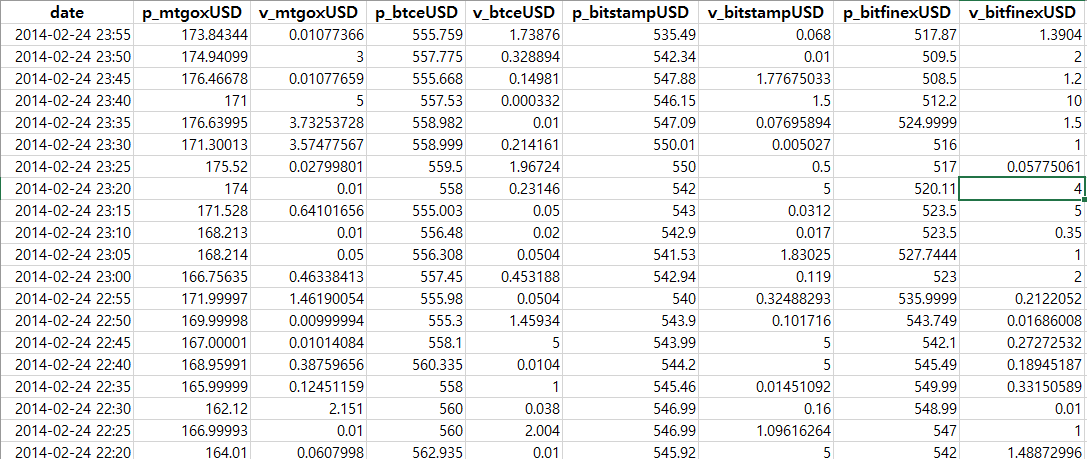 date p_mtgoxUSD v_mtgoxUSD p_btceUSD v_btceUSD p_bitstampUSD v_bitstampUSD p_bitfinexUSD v_bitfinexUSD
2014-02-24 23:55 173.84344 0.01077366 555.759 1.73876 535.49 0.068 517.87 1.3904
2014-02-24 23:50 174.94099 3 557.775 0.328894 542.34 0.01 509.5 2
2014-02-24 23:45 176.46678 0.01077659 555.668 0.14981 547.88 1.77675033 508.5 1.2
2014-02-24 23:40 171 5 557.53 0.000332 546.15 1.5 512.2 10
2014-02-24 23:35 176.63995 3.73253728 558.982 0.01 547.09 0.07695894 524.9999 1.5
2014-02-24 23:30 171.30013 3.57477567 558.999 0.214161 550.01 0.005027 516 1
2014-02-24 23:25 175.52 0.02799801 559.5 1.96724 550 0.5 517 0.05775061
2014-02-24 23:20 174 0.01 558 0.23146 542 5 520.11 4
2014-02-24 23:15 171.528 0.64101656 555.003 0.05 543 0.0312 523.5 5
2014-02-24 23:10 168.213 0.01 556.48 0.02 542.9 0.017 523.5 0.35
2014-02-24 23:05 168.214 0.05 556.308 0.0504 541.53 1.83025 527.7444 1
2014-02-24 23:00 166.75635 0.46338413 557.45 0.453188 542.94 0.119 523 2
2014-02-24 22:55 171.99997 1.46190054 555.98 0.0504 540 0.32488293 535.9999 0.2122052
2014-02-24 22:50 169.99998 0.00999994 555.3 1.45934 543.9 0.101716 543.749 0.01686008
2014-02-24 22:45 167.00001 0.01014084 558.1 5 543.99 5 542.1 0.27272532
2014-02-24 22:40 168.95991 0.38759656 560.335 0.0104 544.2 5 545.49 0.18945187
2014-02-24 22:35 165.99999 0.12451159 558 1 545.46 0.01451092 549.99 0.33150589
2014-02-24 22:30 162.12 2.151 560 0.038 546.99 0.16 548.99 0.01
2014-02-24 22:25 166.99993 0.01 560 2.004 546.99 1.09616264 547 1
2014-02-24 22:20 164.01 0.0607998 562.935 0.01 545.92 5 542 1.48872996